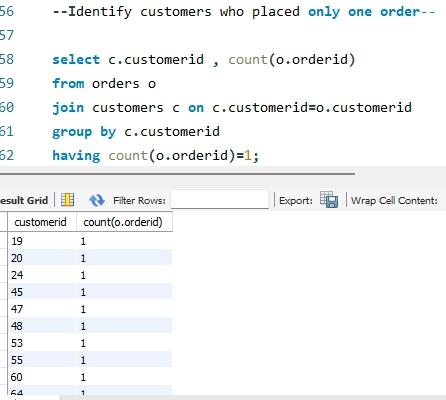 56 --Identify customers who placed only one order--
57
58 select c.customerid , count(o.orderid)
59 from orders o
60 join customers c on c.customerid=o.customerid
61 group by c.customerid
62 having count(o.orderid)=1;
esult Grid Filter Rows: Export: Wrap Cell Content:
customerid count(o.orderid)
19 1
20 1
24 1
45 1
47 1
48 1
53 1
55 1
60 1
64 1